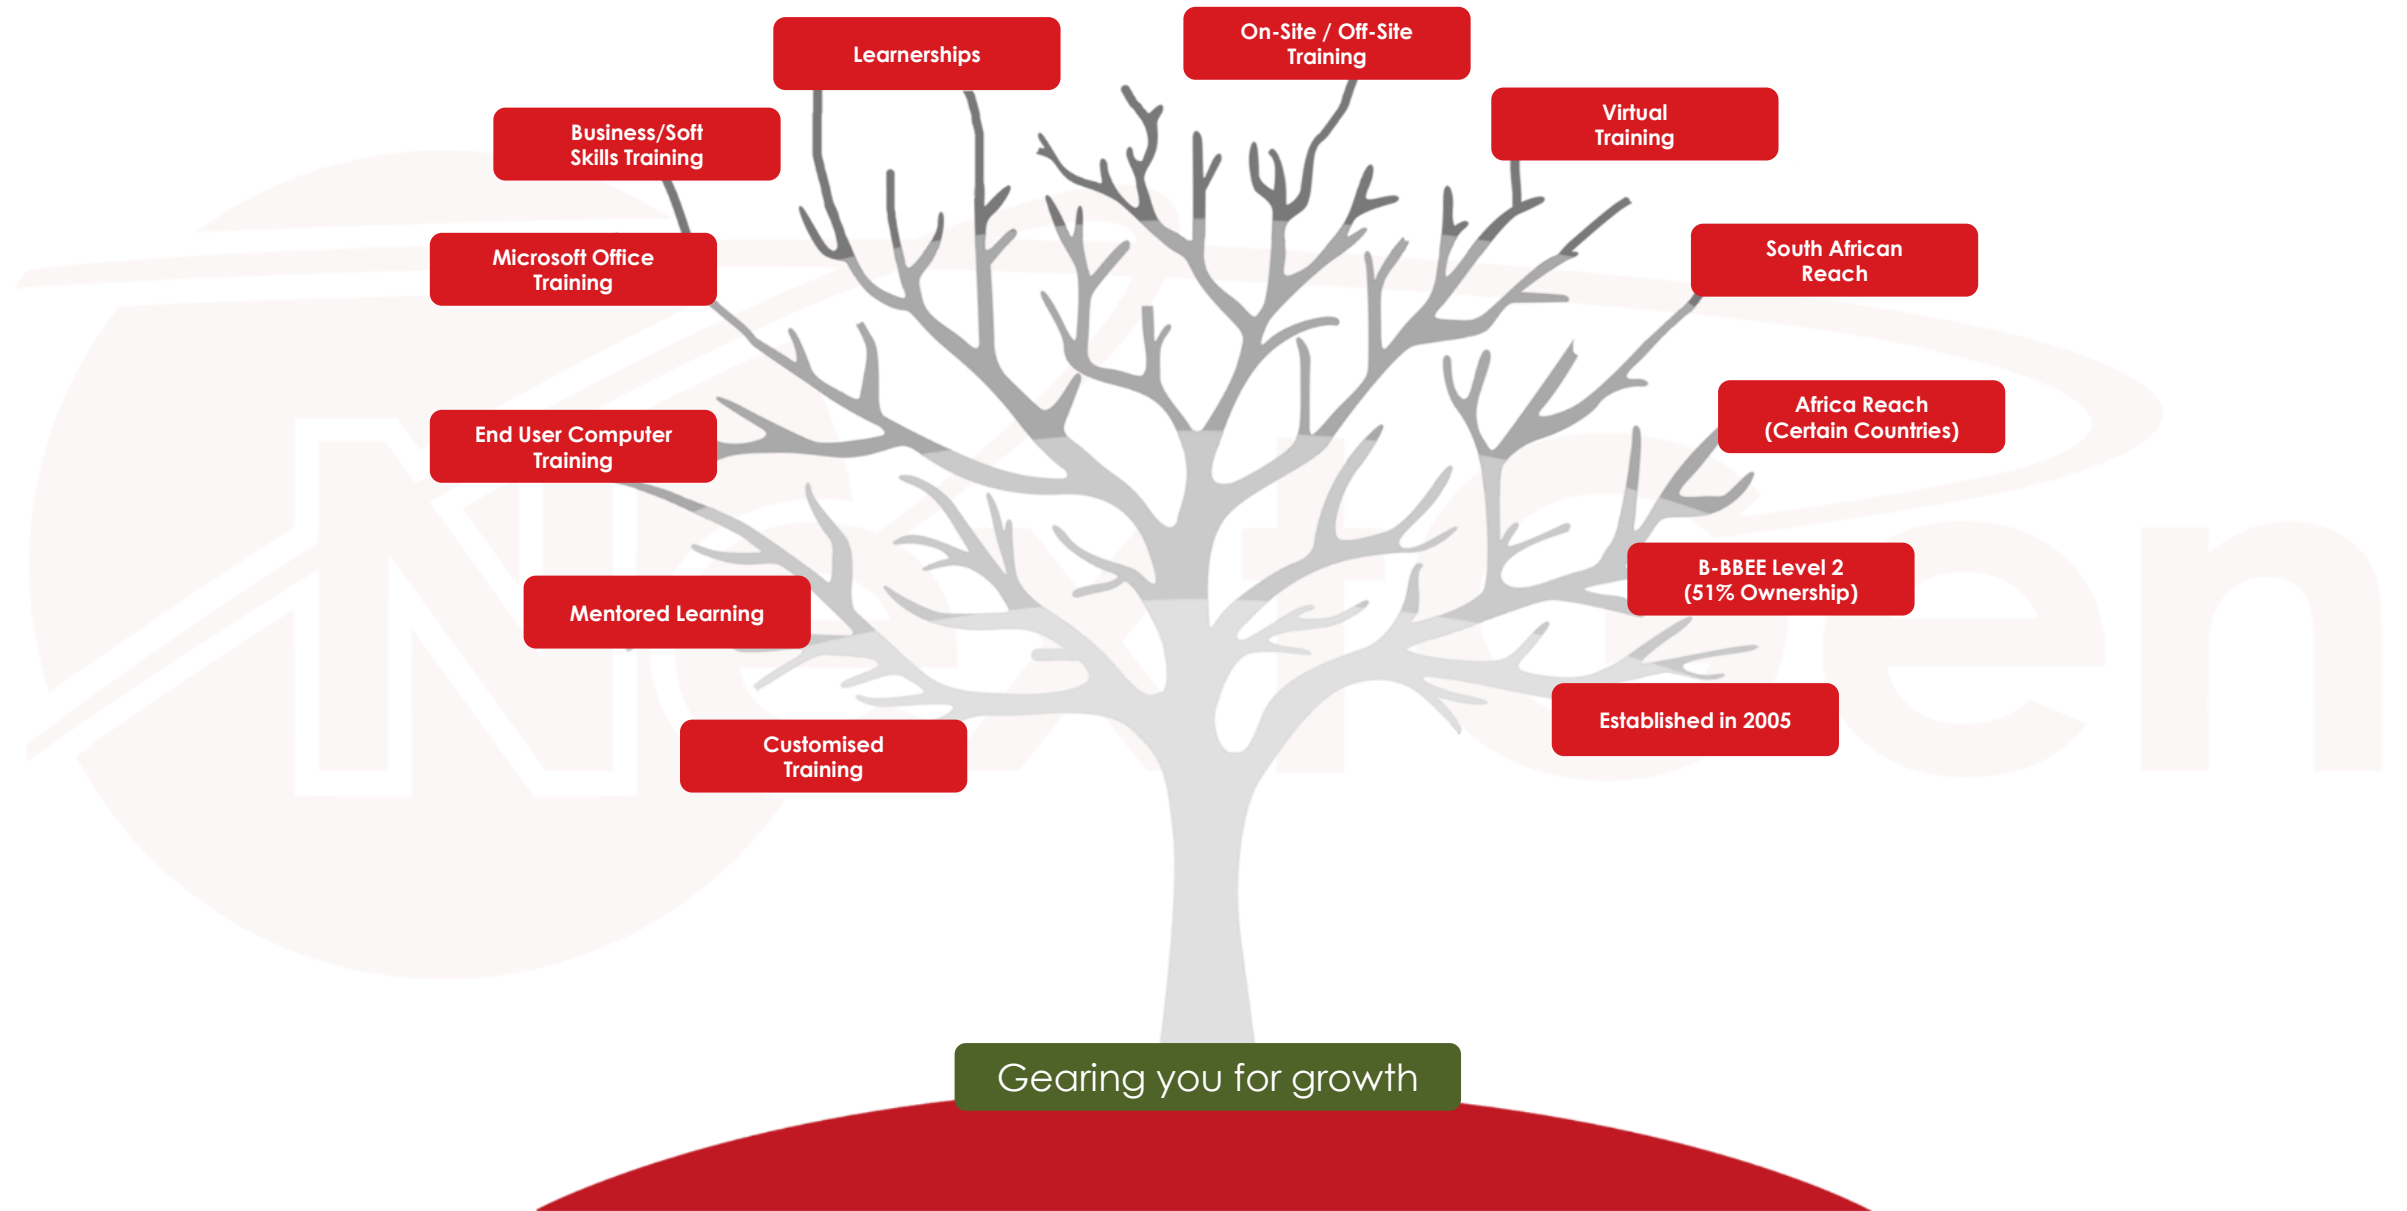 Learnerships
On-Site / Off-Site
Training
Business/Soft
Skills Training
Virtual
Training
Microsoft Office
Training
South African
Reach
End User Computer
Training
Africa Reach
(Certain Countries)
Mentored Learning
B-BBEE Level 2
(51% Ownership)
Customised
Training
Established in 2005
NextGen
Gearing you for growth